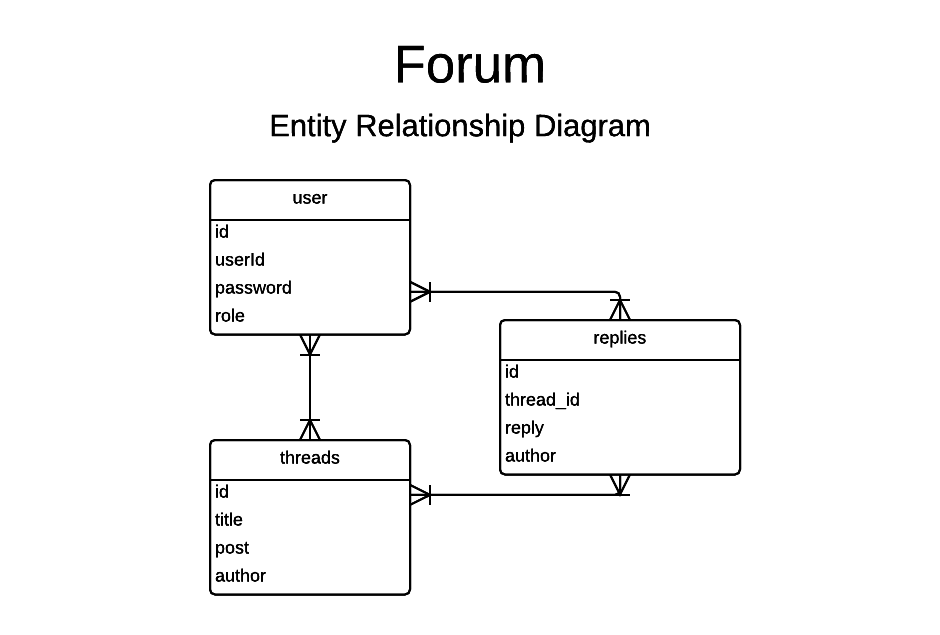 Forum
Entity Relationship Diagram
user
id
userId
password
role
replies
id
thread_id
reply
author
threads
id
title
post
author